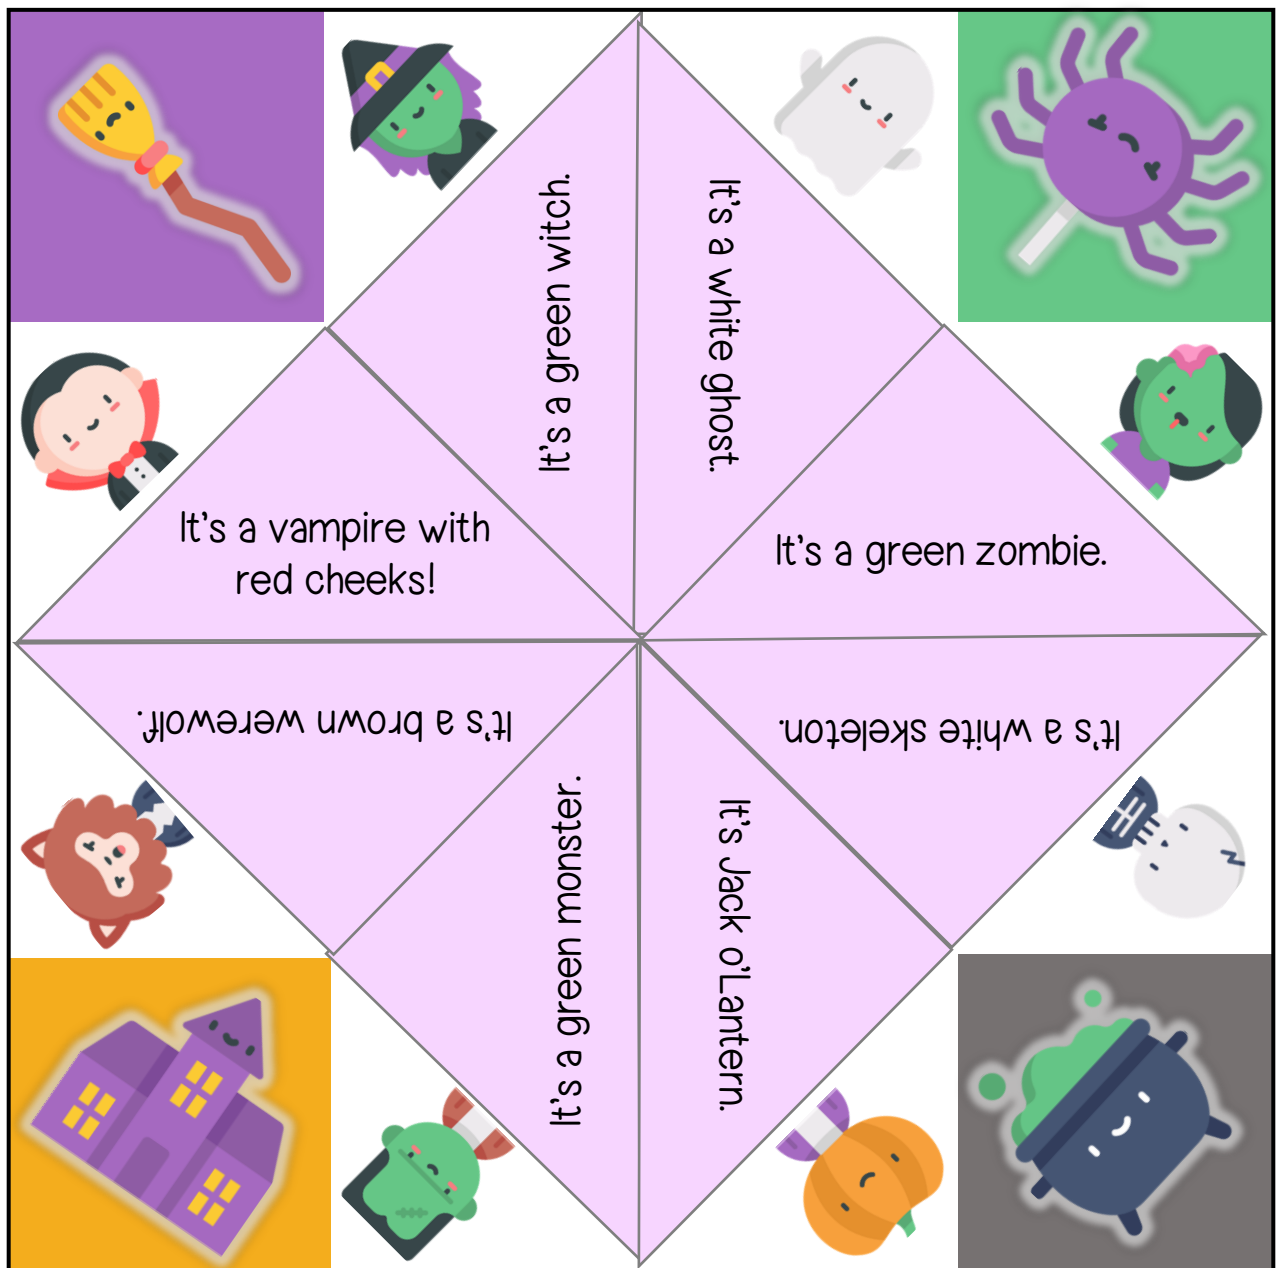 It's a green witch.
It's a white ghost.
It's a vampire with
red cheeks!
It's a green zombie.
It's a brown werewolf.
It's a white skeleton.
It's a green monster.
It's Jack o'Lantern.